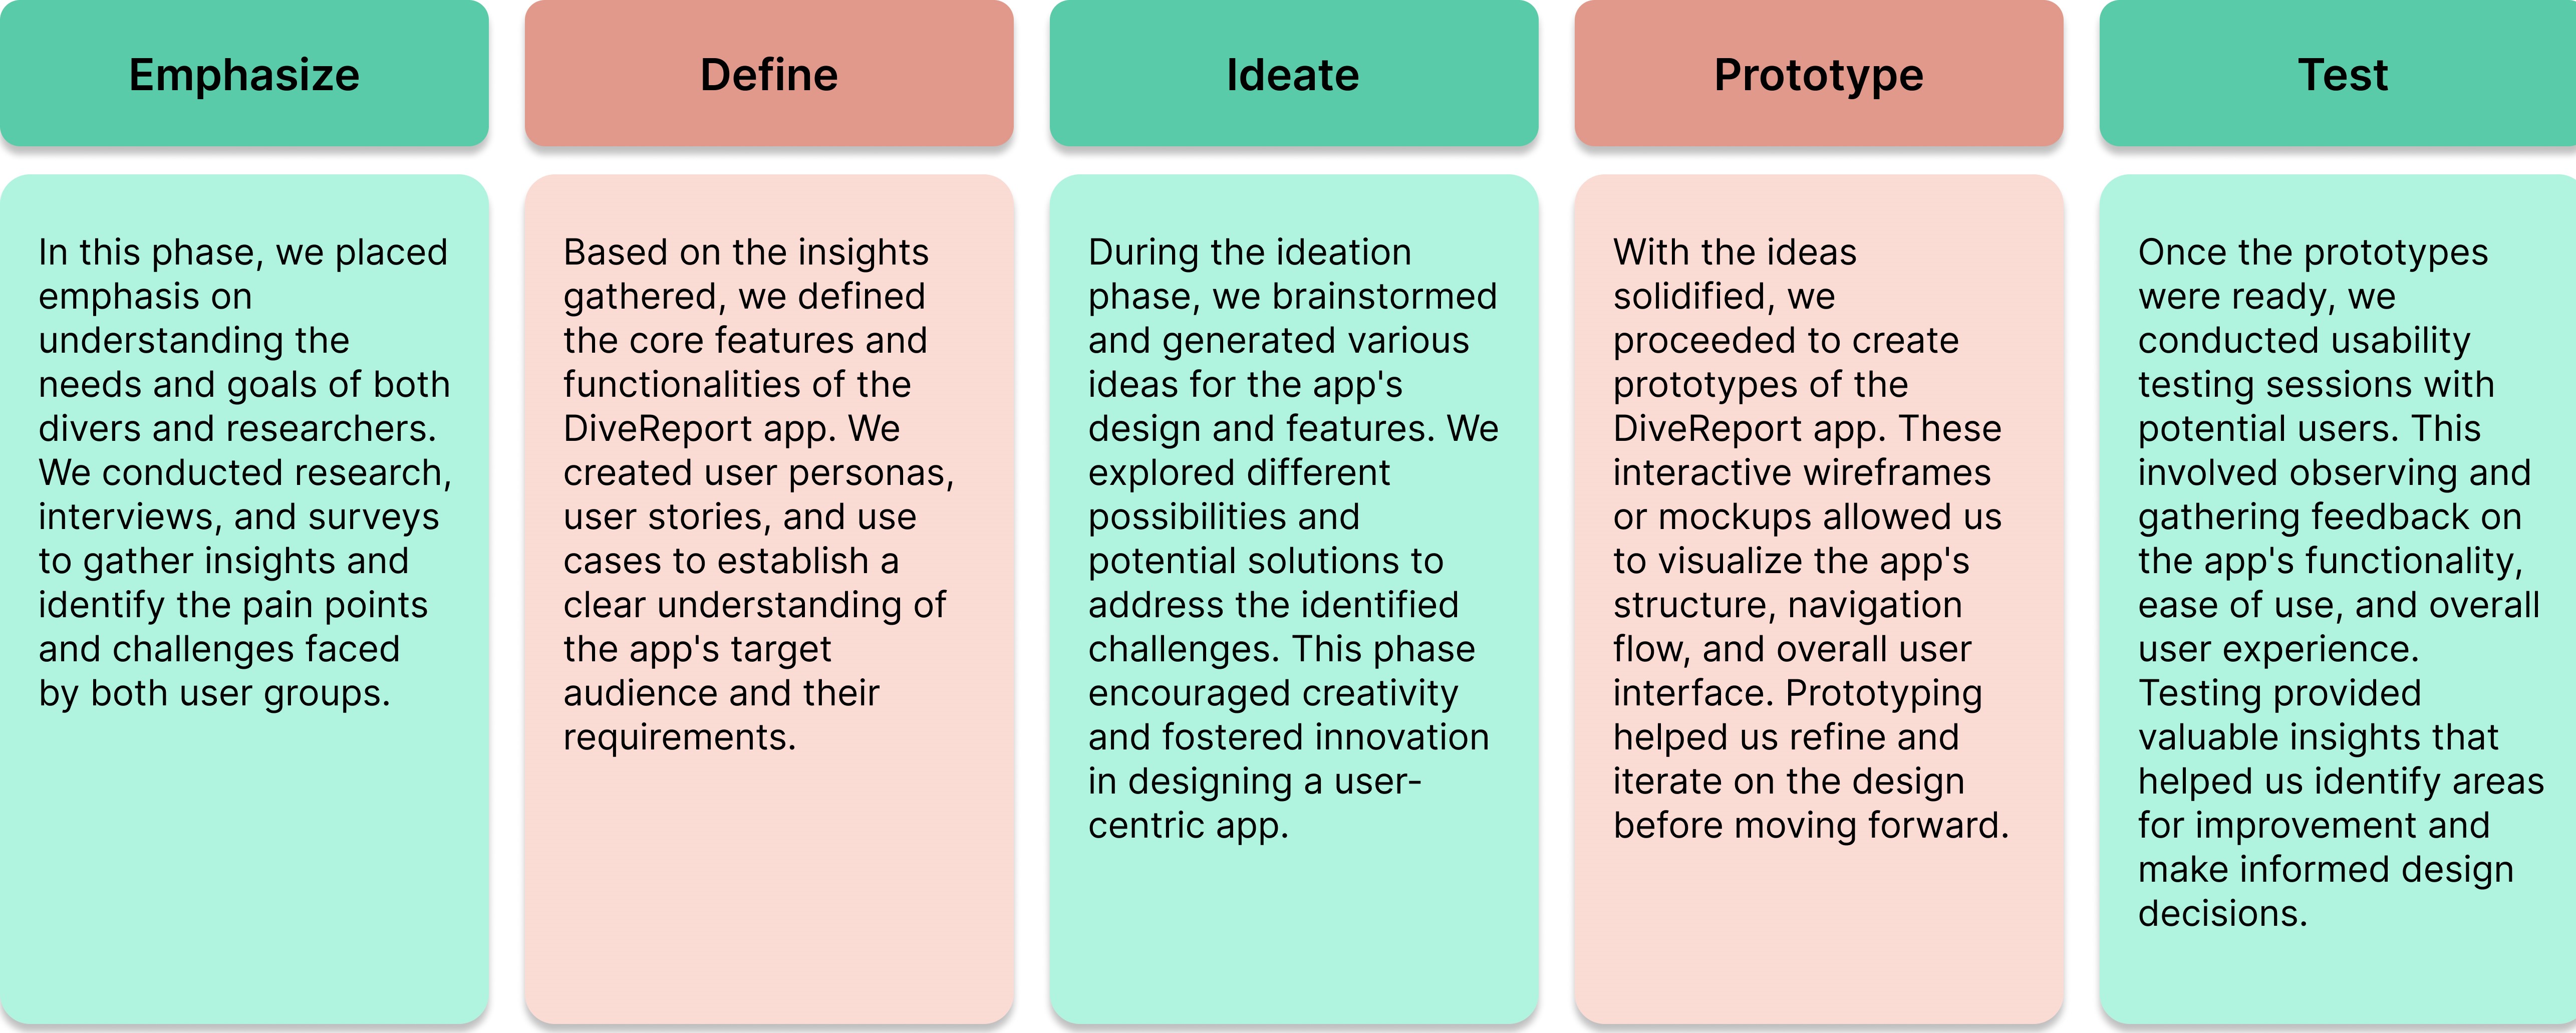 Emphasize
In this phase, we placed
emphasis on
understanding the
needs and goals of both
divers and researchers.
We conducted research,
interviews, and surveys
to gather insights and
identify the pain points
and challenges faced
by both user groups.
Define
Based on the insights
gathered, we defined
the core features and
functionalities of the
DiveReport app. We
created user personas,
user stories, and use
cases to establish a
clear understanding of
the app's target
audience and their
requirements.
Ideate
During the ideation
phase, we brainstormed
and generated various
ideas for the app's
design and features. We
explored different
possibilities and
potential solutions to
address the identified
challenges. This phase
encouraged creativity
and fostered innovation
in designing a user-
centric app.
Prototype
With the ideas
solidified, we
proceeded to create
prototypes of the
DiveReport app. These
interactive wireframes
or mockups allowed us
to visualize the app's
structure, navigation
flow, and overall user
interface. Prototyping
helped us refine and
iterate on the design
before moving forward.
Test
Once the prototypes
were ready, we
conducted usability
testing sessions with
potential users. This
involved observing and
gathering feedback on
the app's functionality,
ease of use, and overall
user experience.
Testing provided
valuable insights that
helped us identify areas
for improvement and
make informed design
decisions.